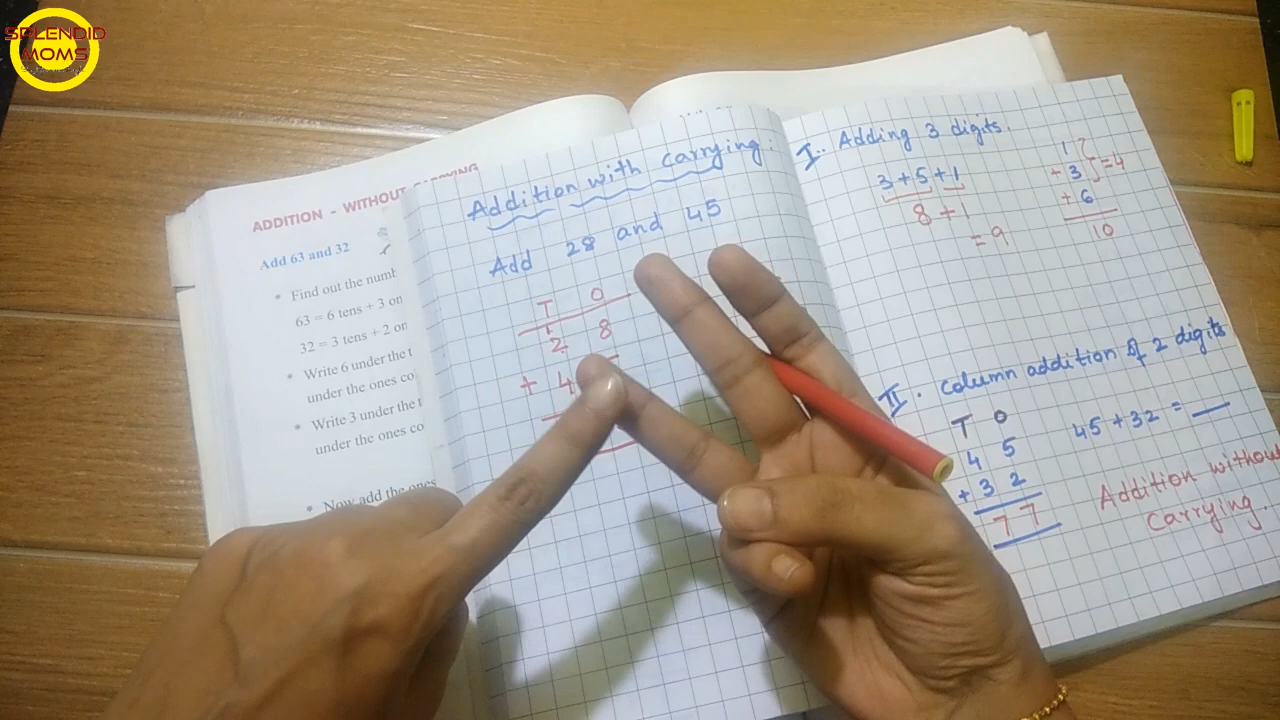 SPLENDID
MOMS
ADDITION - WITHOUT CARRYING
Add 63 and 32
* Find out the numb
63 = 6 tens + 3 on
32 = 3 tens + 2 on
* Write 6 under the t
under the ones co
* Write 3 under the t
under the ones co
* Now add the ones
Addition with carrying:
Add 28 and 45
T O
1
2 8
+ 4
I.. Adding 3 digits.
3+5+1
8+1
=9
1
+ 3 =4
+ 6
10
II. Column addition of 2 digits
T O
4 5
+ 3 2
7 7
45+32 =
Addition without
carrying.